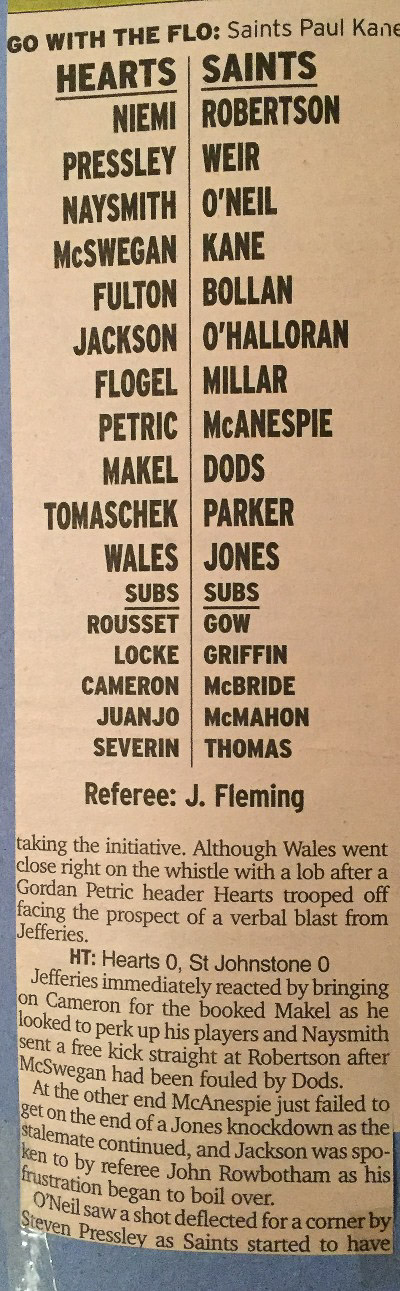 GO WITH THE FLO: Saints Paul Kane
HEARTS SAINTS
NIEMI ROBERTSON
PRESSLEY WEIR
NAYSMITH O'NEIL
McSWEGAN KANE
FULTON BOLLAN
JACKSON O'HALLORAN
FLOGEL MILLAR
PETRIC McANESPIE
MAKEL DODS
TOMASCHEK PARKER
WALES JONES
SUBS SUBS
ROUSSET GOW
LOCKE GRIFFIN
CAMERON McBRIDE
JUANJO McMAHON
SEVERIN THOMAS
Referee: J. Fleming
taking the initiative. Although Wales went
close right on the whistle with a lob after a
Gordan Petric header Hearts trooped off
facing the prospect of a verbal blast from
Jefferies.
HT: Hearts 0, St Johnstone 0
Jefferies immediately reacted by bringing
on Cameron for the booked Makel as he
looked to perk up his players and Naysmith
sent a free kick straight at Robertson after
McSwegan had been fouled by Dods.
At the other end McAnespie just failed to
get on the end of a Jones knockdown as the
stalemate continued, and Jackson was spo-
ken to by referee John Rowbotham as his
frustration began to boil over.
O'Neil saw a shot deflected for a corner by
Steven Pressley as Saints started to have